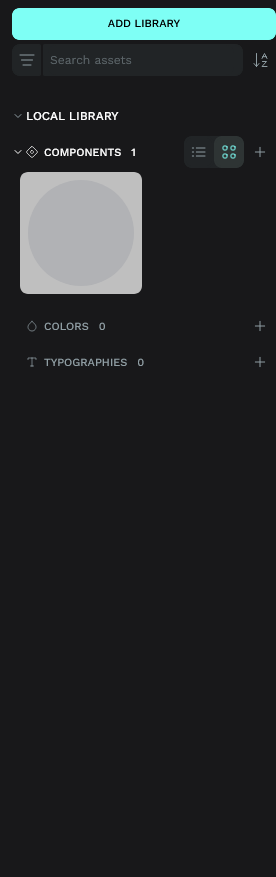 ADD LIBRARY
Search assets
LOCAL LIBRARY
COMPONENTS 1
COLORS 0
TYPOGRAPHIES 0